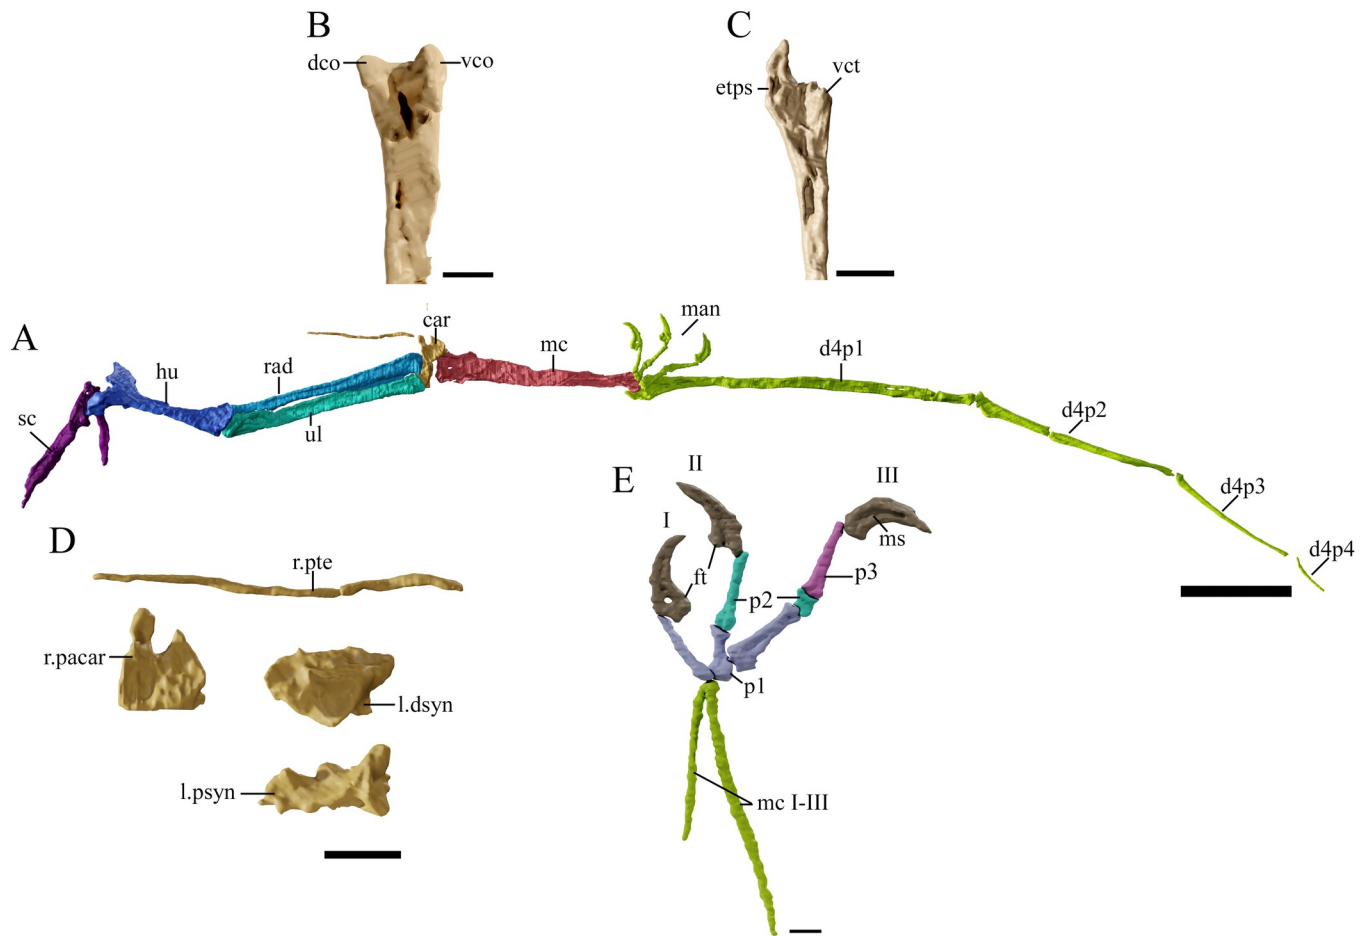 B
dco
vco
C
etps
vct
A
sc
hu
rad
ul
car
mc
man
d4p1
d4p2
d4p3
d4p4
D
r.pte
r.pacar
l.dsyn
l.psyn
E
I
II
III
ft
ms
p3
p2
p1
mc I-III